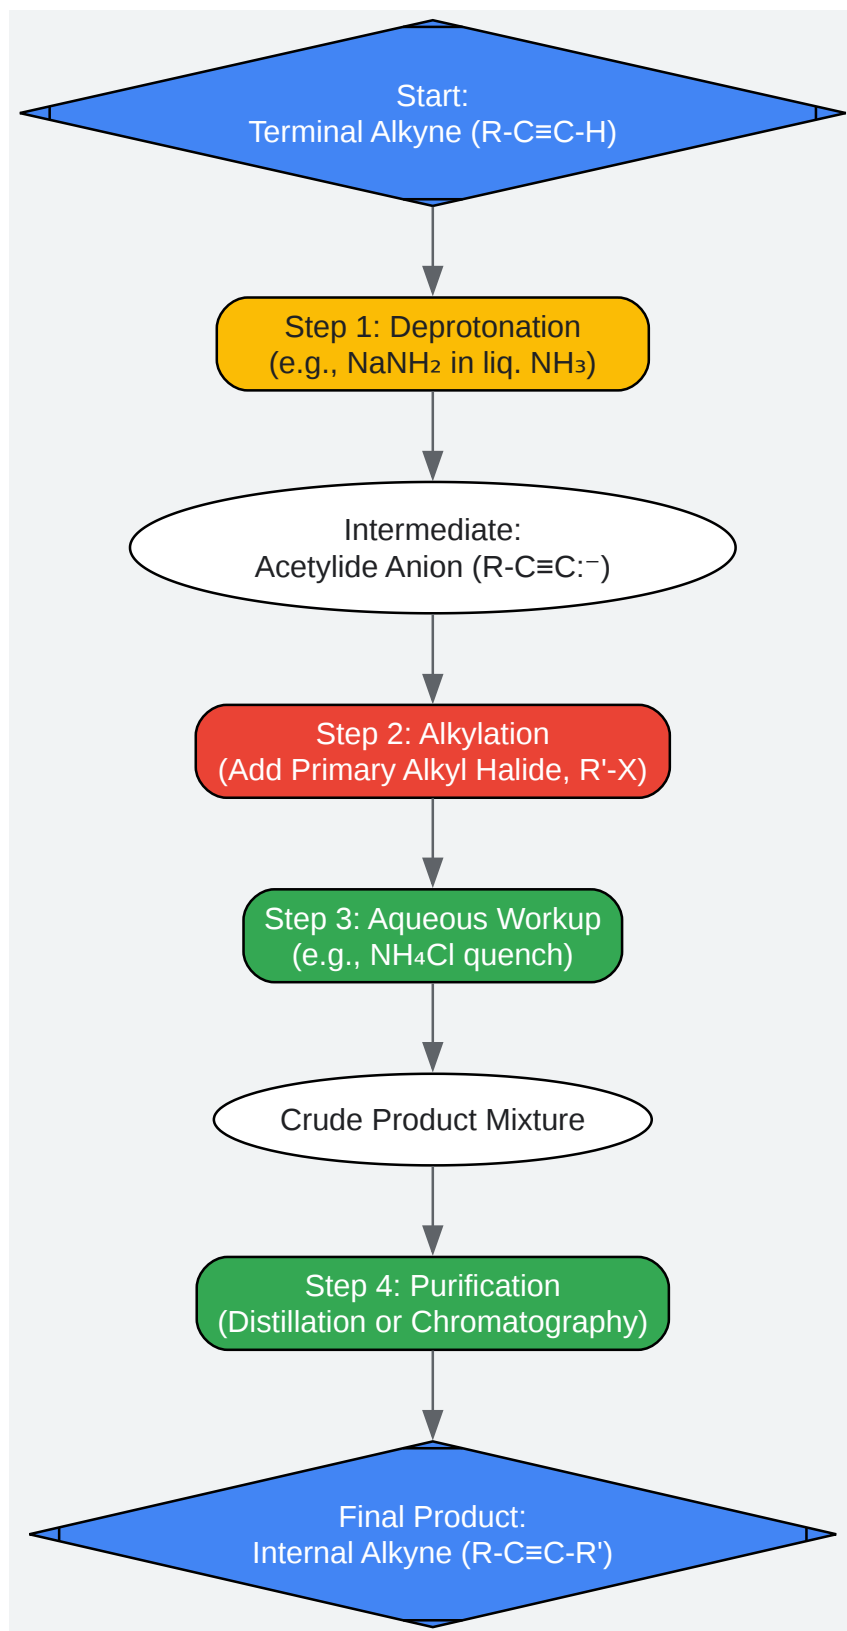 Start:
Terminal Alkyne (R-C≡C-H)
Step 1: Deprotonation
(e.g., NaNH₂ in liq. NH₃)
Intermediate:
Acetylide Anion (R-C≡C:⁻)
Step 2: Alkylation
(Add Primary Alkyl Halide, R'-X)
Step 3: Aqueous Workup
(e.g., NH₄Cl quench)
Crude Product Mixture
Step 4: Purification
(Distillation or Chromatography)
Final Product:
Internal Alkyne (R-C≡C-R')